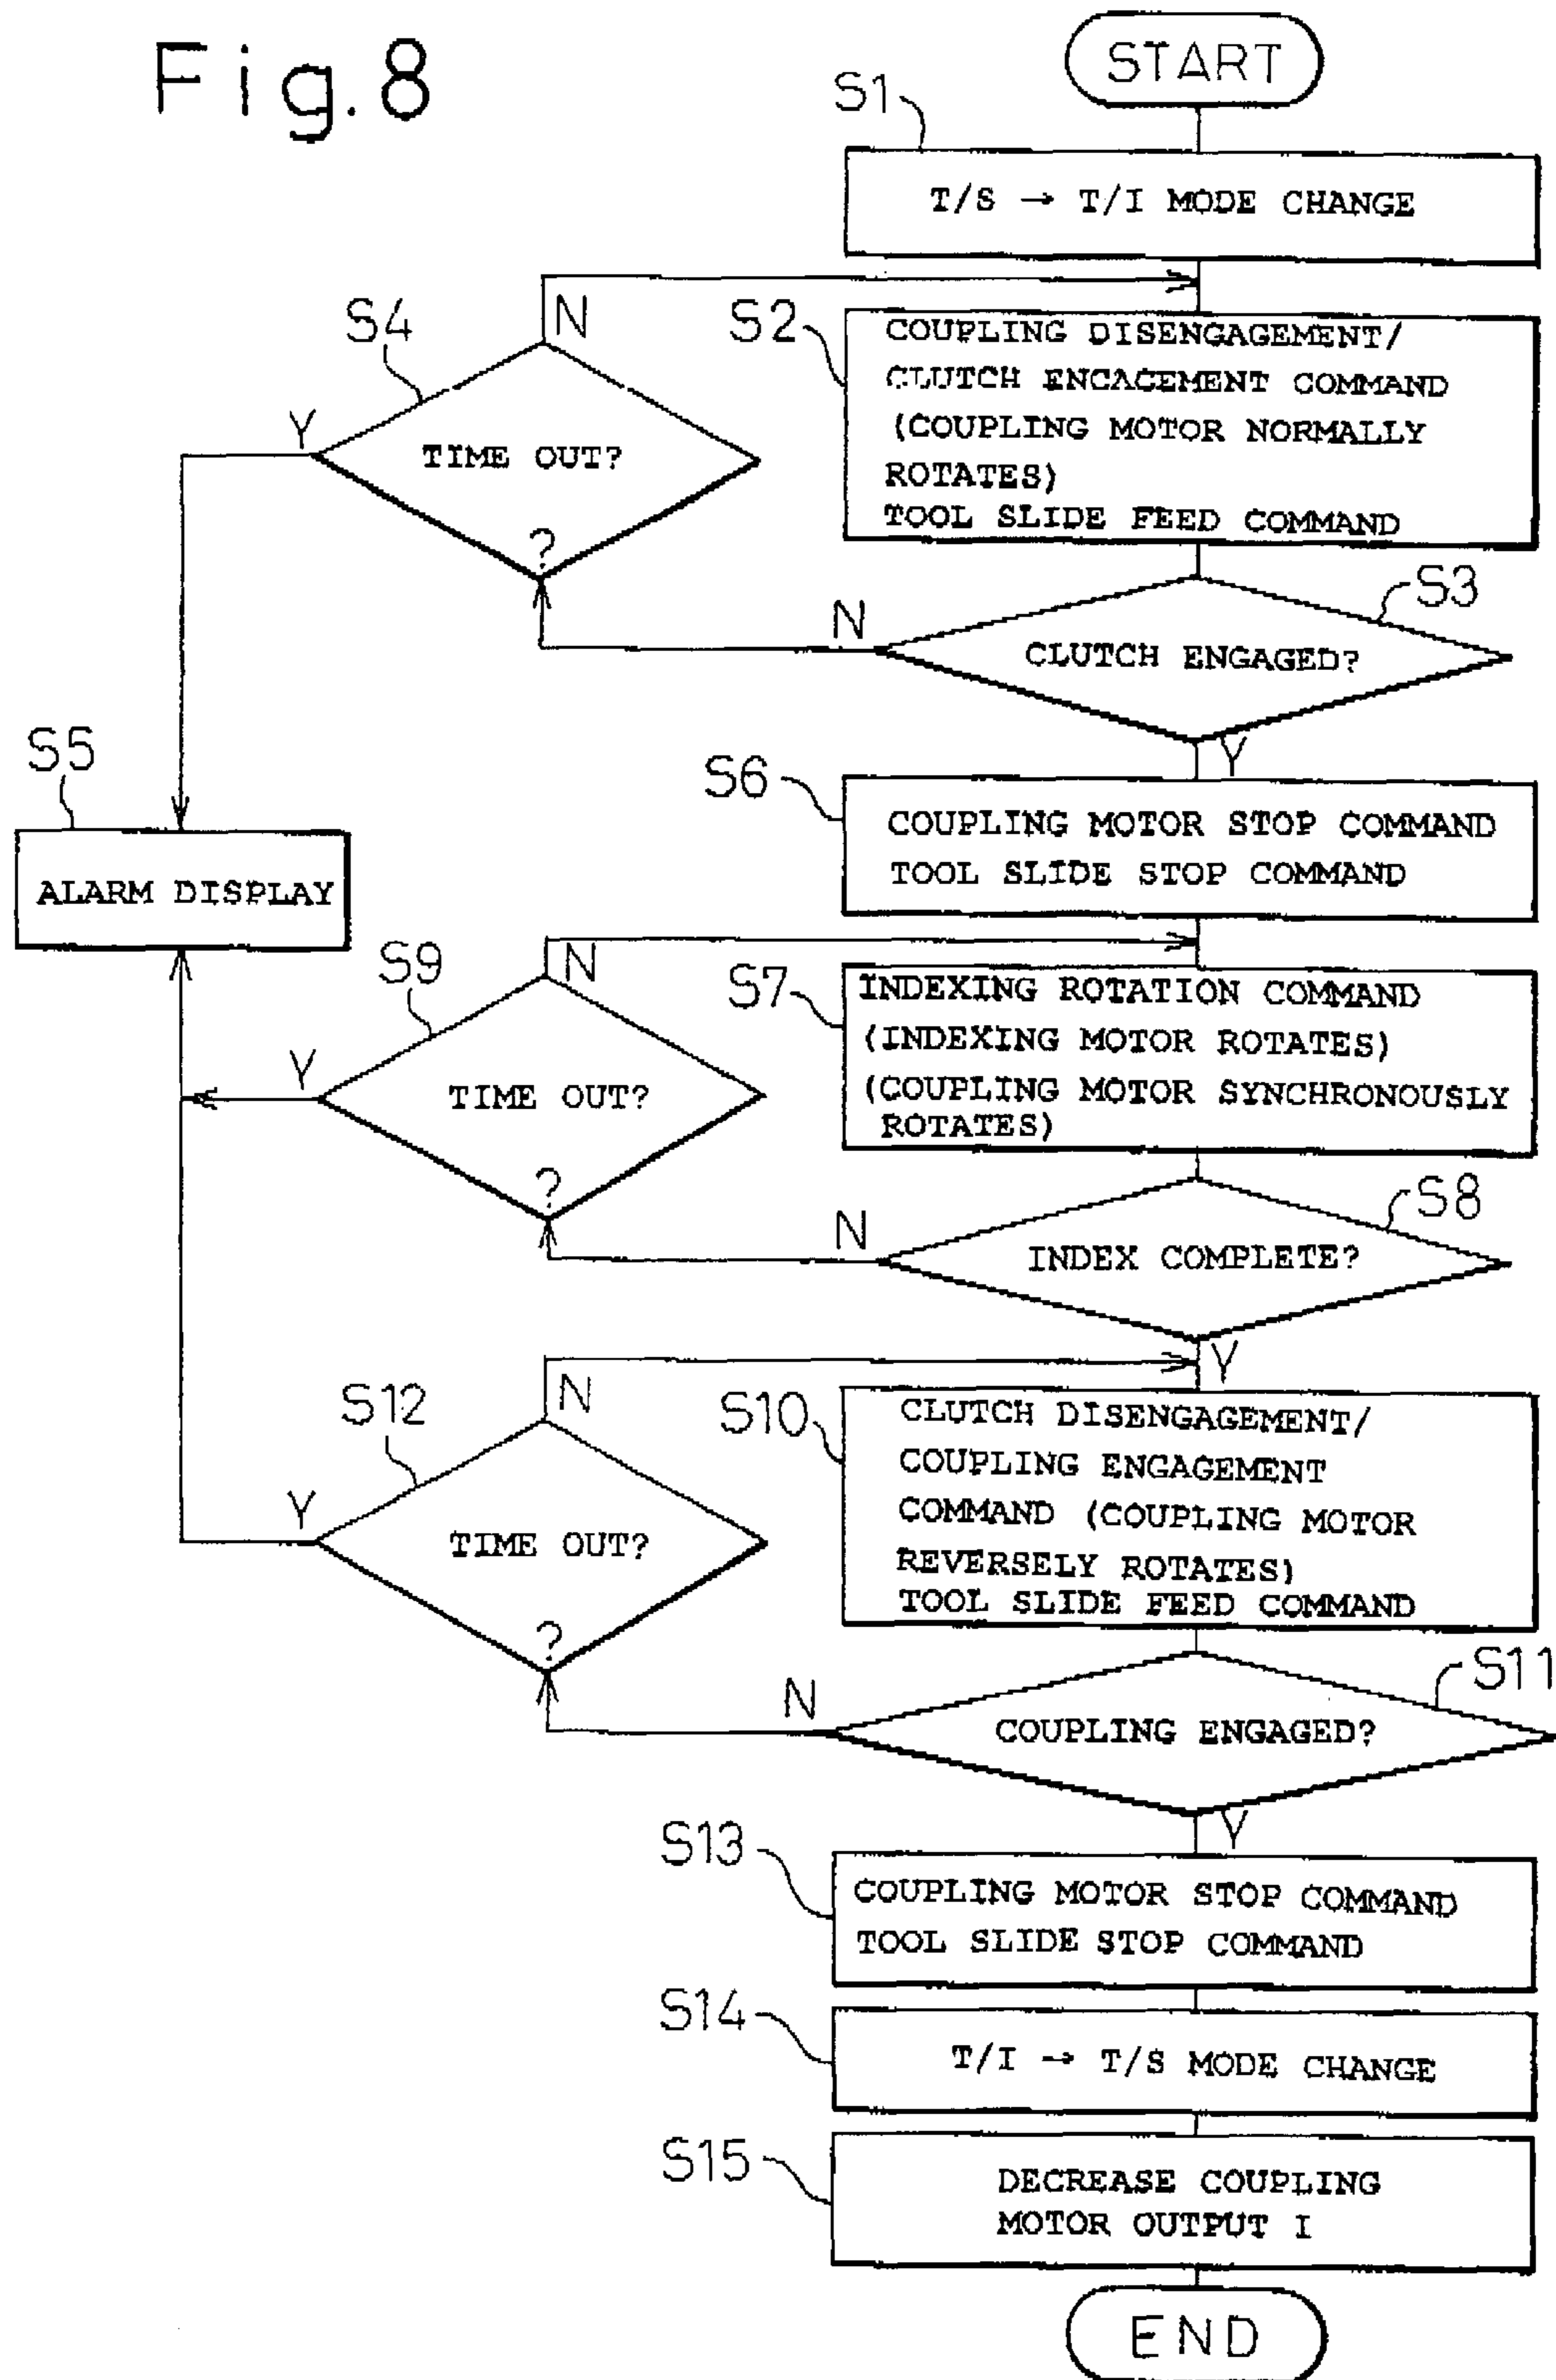 Fig.8
START
S1
T/S → T/I MODE CHANGE
N
S4
S2
COUPLING DISENGAGEMENT/
CLUTCH ENCAGEMENT COMMAND
(COUPLING MOTOR NORMALLY
ROTATES)
TOOL SLIDE FEED COMMAND
Y
TIME OUT?
?
S3
N
CLUTCH ENGAGED?
Y
S5
S6
COUPLING MOTOR STOP COMMAND
TOOL SLIDE STOP COMMAND
ALARM DISPLAY
N
S9
S7
INDEXING ROTATION COMMAND
(INDEXING MOTOR ROTATES)
(COUPLING MOTOR SYNCHRONOUSLY
ROTATES)
Y
TIME OUT?
?
S8
N
INDEX COMPLETE?
Y
N
S12
S10
CLUTCH DISENGAGEMENT/
COUPLING ENGAGEMENT
COMMAND (COUPLING MOTOR
REVERSELY ROTATES)
TOOL SLIDE FEED COMMAND
Y
TIME OUT?
?
S11
N
COUPLING ENGAGED?
Y
S13
COUPLING MOTOR STOP COMMAND
TOOL SLIDE STOP COMMAND
S14
T/I → T/S MODE CHANGE
S15
DECREASE COUPLING
MOTOR OUTPUT I
END